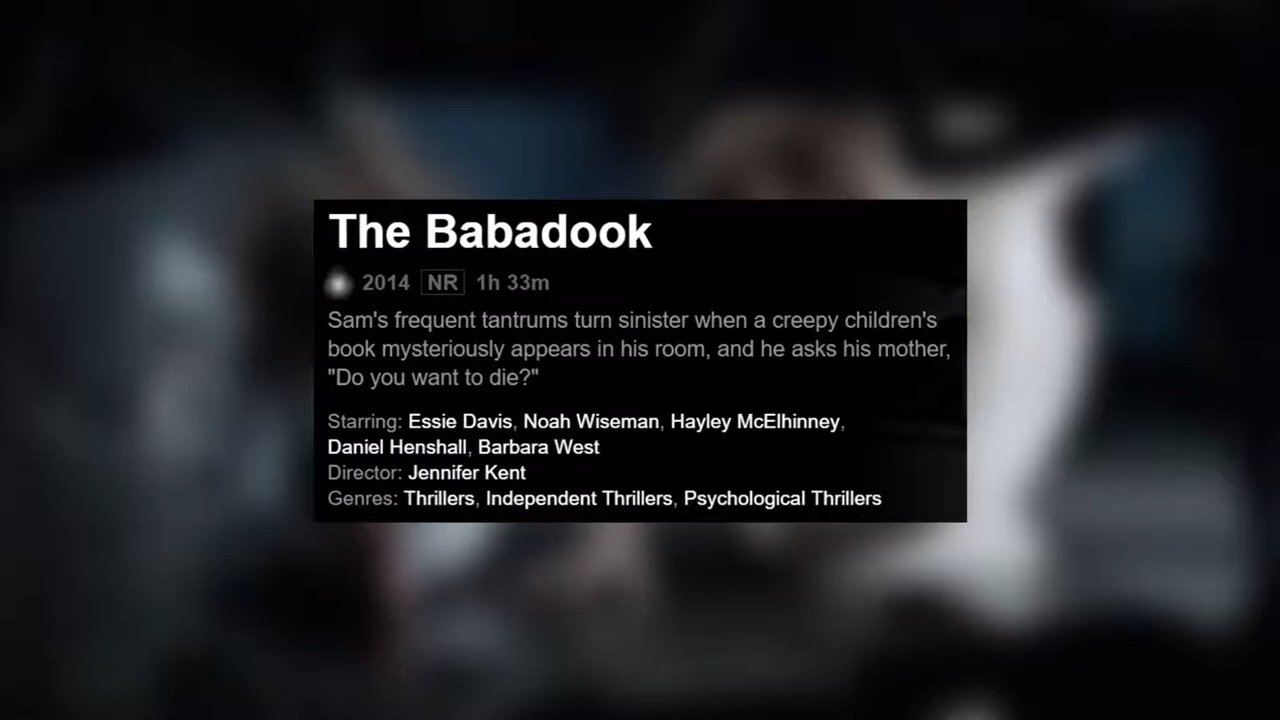 The Babadook
2014 NR 1h 33m
Sam's frequent tantrums turn sinister when a creepy children's
book mysteriously appears in his room, and he asks his mother,
"Do you want to die?"
Starring: Essie Davis, Noah Wiseman, Hayley McElhinney,
Daniel Henshall, Barbara West
Director: Jennifer Kent
Genres: Thrillers, Independent Thrillers, Psychological Thrillers